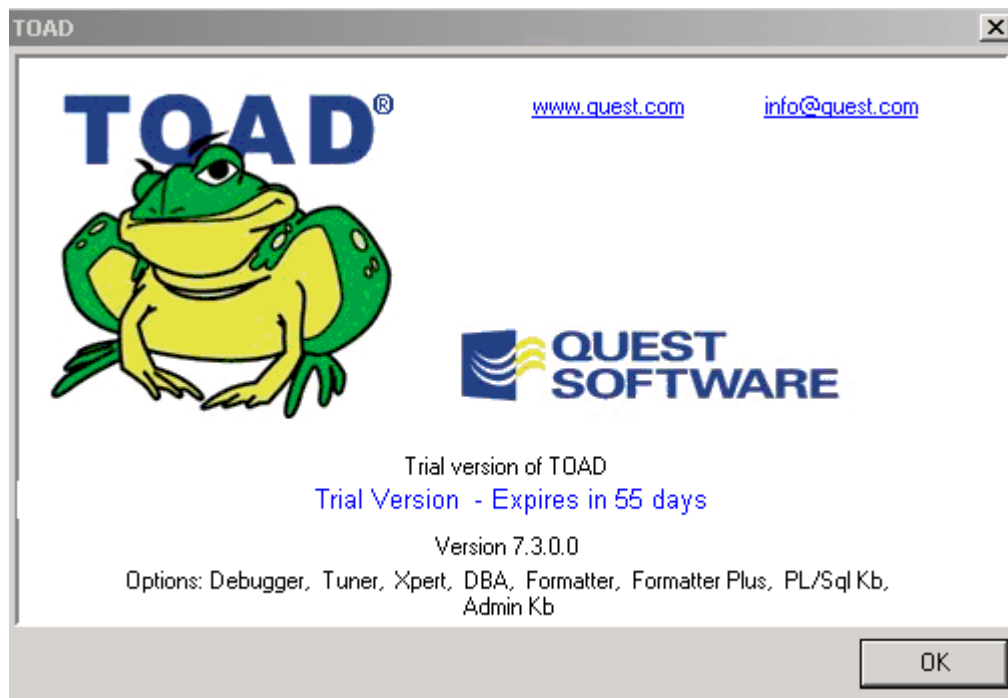 TOAD
TOAD®
www.quest.com info@quest.com
QUEST
SOFTWARE
Trial version of TOAD
Trial Version - Expires in 55 days
Version 7.3.0.0
Options: Debugger, Tuner, Xpert, DBA, Formatter, Formatter Plus, PL/Sql Kb,
Admin Kb
OK